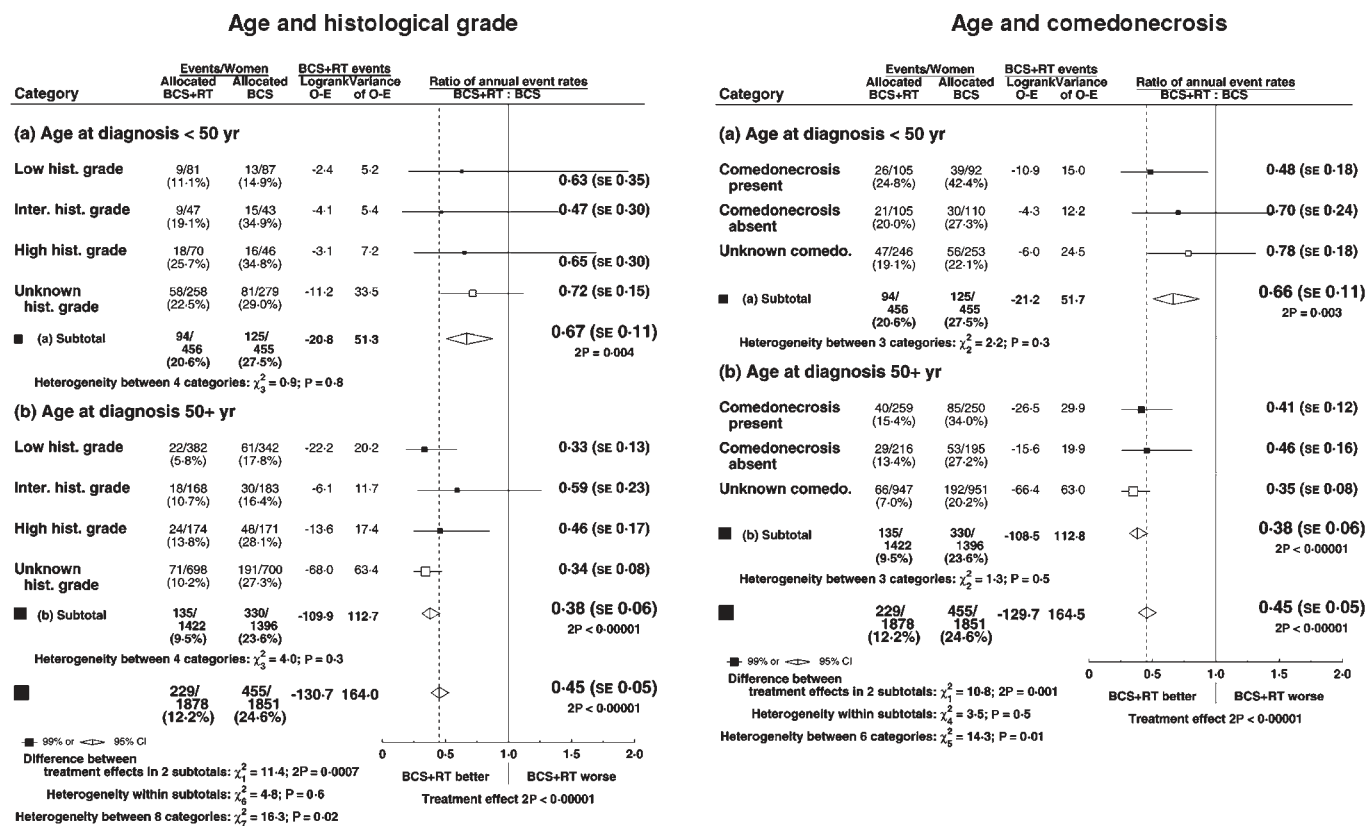 Age and histological grade
Events/Women BCS+RT events
Allocated Allocated Logrank Variance Ratio of annual event rates
Category BCS+RT BCS O-E of O-E BCS+RT : BCS
(a) Age at diagnosis < 50 yr
Low hist. grade 9/81 13/87 -2·4 5·2
(11·1%) (14·9%) 0·63 (SE 0·35)
Inter. hist. grade 9/47 15/43 -4·1 5·4 0·47 (SE 0·30)
(19·1%) (34·9%)
High hist. grade 18/70 16/46 -3·1 7·2
(25·7%) (34·8%) 0·65 (SE 0·30)
Unknown 58/258 81/279 -11·2 33·5 0·72 (SE 0·15)
hist. grade (22·5%) (29·0%)
(a) Subtotal 94/ 125/ -20·8 51·3 0·67 (SE 0·11)
456 455 2P = 0·004
(20·6%) (27·5%)
Heterogeneity between 4 categories: χ²₃ = 0·9; P = 0·8
(b) Age at diagnosis 50+ yr
Low hist. grade 22/382 61/342 -22·2 20·2 0·33 (SE 0·13)
(5·8%) (17·8%)
Inter. hist. grade 18/168 30/183 -6·1 11·7 0·59 (SE 0·23)
(10·7%) (16·4%)
High hist. grade 24/174 48/171 -13·6 17·4 0·46 (SE 0·17)
(13·8%) (28·1%)
Unknown 71/698 191/700 -68·0 63·4 0·34 (SE 0·08)
hist. grade (10·2%) (27·3%)
(b) Subtotal 135/ 330/ -109·9 112·7 0·38 (SE 0·06)
1422 1396 2P < 0·00001
(9·5%) (23·6%)
Heterogeneity between 4 categories: χ²₃ = 4·0; P = 0·3
229/ 455/ -130·7 164·0 0·45 (SE 0·05)
1878 1851 2P < 0·00001
(12·2%) (24·6%)
99% or 95% CI
0 0·5 1·0 1·5 2·0
Difference between
treatment effects in 2 subtotals: χ²₁ = 11·4; 2P = 0·0007
BCS+RT better BCS+RT worse
Heterogeneity within subtotals: χ²₆ = 4·8; P = 0·6
Treatment effect 2P < 0·00001
Heterogeneity between 8 categories: χ²₇ = 16·3; P = 0·02
Age and comedonecrosis
Events/Women BCS+RT events
Allocated Allocated Logrank Variance Ratio of annual event rates
Category BCS+RT BCS O-E of O-E BCS+RT : BCS
(a) Age at diagnosis < 50 yr
Comedonecrosis 26/105 39/92 -10·9 15·0 0·48 (SE 0·18)
present (24·8%) (42·4%)
Comedonecrosis 21/105 30/110 -4·3 12·2 0·70 (SE 0·24)
absent (20·0%) (27·3%)
Unknown comedo. 47/246 56/253 -6·0 24·5 0·78 (SE 0·18)
(19·1%) (22·1%)
(a) Subtotal 94/ 125/ -21·2 51·7 0·66 (SE 0·11)
456 455 2P = 0·003
(20·6%) (27·5%)
Heterogeneity between 3 categories: χ²₂ = 2·2; P = 0·3
(b) Age at diagnosis 50+ yr
Comedonecrosis 40/259 85/250 -26·5 29·9 0·41 (SE 0·12)
present (15·4%) (34·0%)
Comedonecrosis 29/216 53/195 -15·6 19·9 0·46 (SE 0·16)
absent (13·4%) (27·2%)
Unknown comedo. 66/947 192/951 -66·4 63·0 0·35 (SE 0·08)
(7·0%) (20·2%)
(b) Subtotal 135/ 330/ -108·5 112·8 0·38 (SE 0·06)
1422 1396 2P < 0·00001
(9·5%) (23·6%)
Heterogeneity between 3 categories: χ²₂ = 1·3; P = 0·5
229/ 455/ -129·7 164·5 0·45 (SE 0·05)
1878 1851 2P < 0·00001
(12·2%) (24·6%)
99% or 95% CI
0 0·5 1·0 1·5 2·0
Difference between
treatment effects in 2 subtotals: χ²₁ = 10·8; 2P = 0·001
BCS+RT better BCS+RT worse
Heterogeneity within subtotals: χ²₄ = 3·5; P = 0·5
Treatment effect 2P < 0·00001
Heterogeneity between 6 categories: χ²₅ = 14·3; P = 0·01